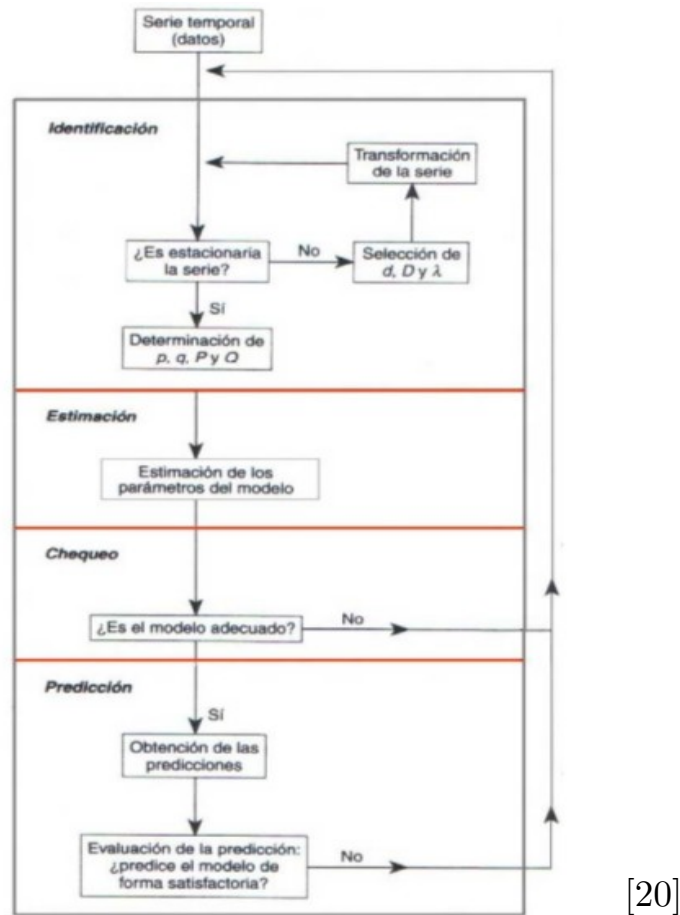 Serie temporal
(datos)
Identificación
Transformación
de la serie
¿Es estacionaria
la serie?
No
Selección de
d, D y λ
Sí
Determinación de
p, q, P y Q
Estimación
Estimación de los
parámetros del modelo
Chequeo
¿Es el modelo adecuado?
No
Predicción
Sí
Obtención de las
predicciones
Evaluación de la predicción:
¿predice el modelo de
forma satisfactoria?
No
[20]